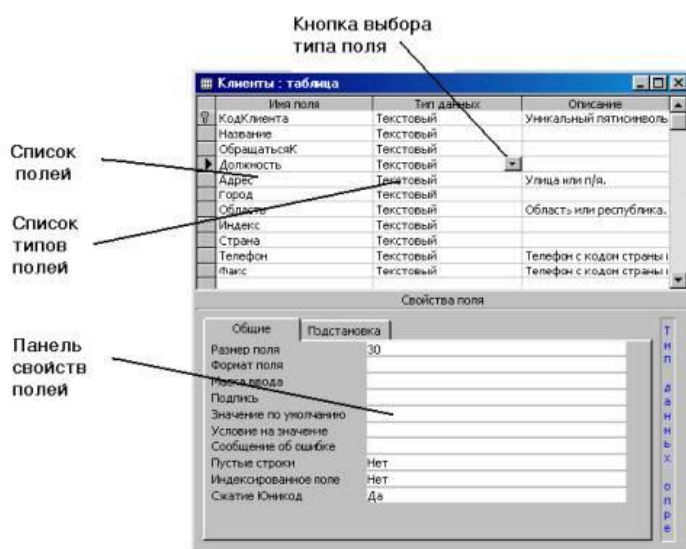 Кнопка выбора
типа поля
Клиенты : таблица
Имя поля Тип данных Описание
КодКлиента Текстовый Уникальный пятисимволь
Название Текстовый
ОбращатьсяК Текстовый
Должность Текстовый
Адрес Текстовый Улица или п/я.
Город Текстовый
Область Текстовый Область или республика.
Индекс Текстовый
Страна Текстовый
Телефон Текстовый Телефон с кодом страны
Факс Текстовый Телефон с кодом страны
Список
полей
Список
типов
полей
Свойства поля
Общие Подстановка
Размер поля 30
Формат поля
Маска ввода
Подпись
Значение по умолчанию
Условие на значение
Сообщение об ошибке
Пустые строки Нет
Индексированное поле Нет
Сжатие Юникод Да
Панель
свойств
полей
Тип данных опре